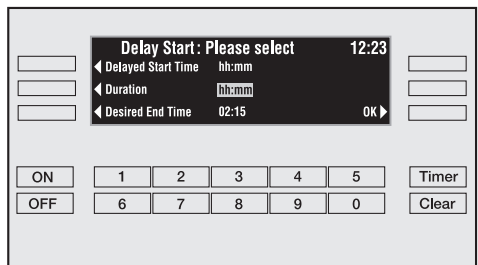 Delay Start: Please select 12:23
Delayed Start Time hh:mm
Duration hh:mm
Desired End Time 02:15 OK
ON 1 2 3 4 5 Timer
OFF 6 7 8 9 0 Clear